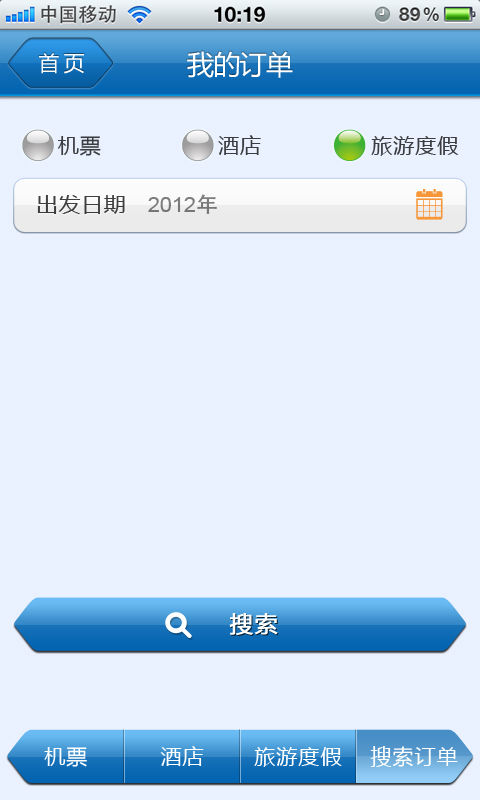 中国移动 10:19 89%
首页 我的订单
机票 酒店 旅游度假
出发日期 2012年
搜索
机票 酒店 旅游度假 搜索订单